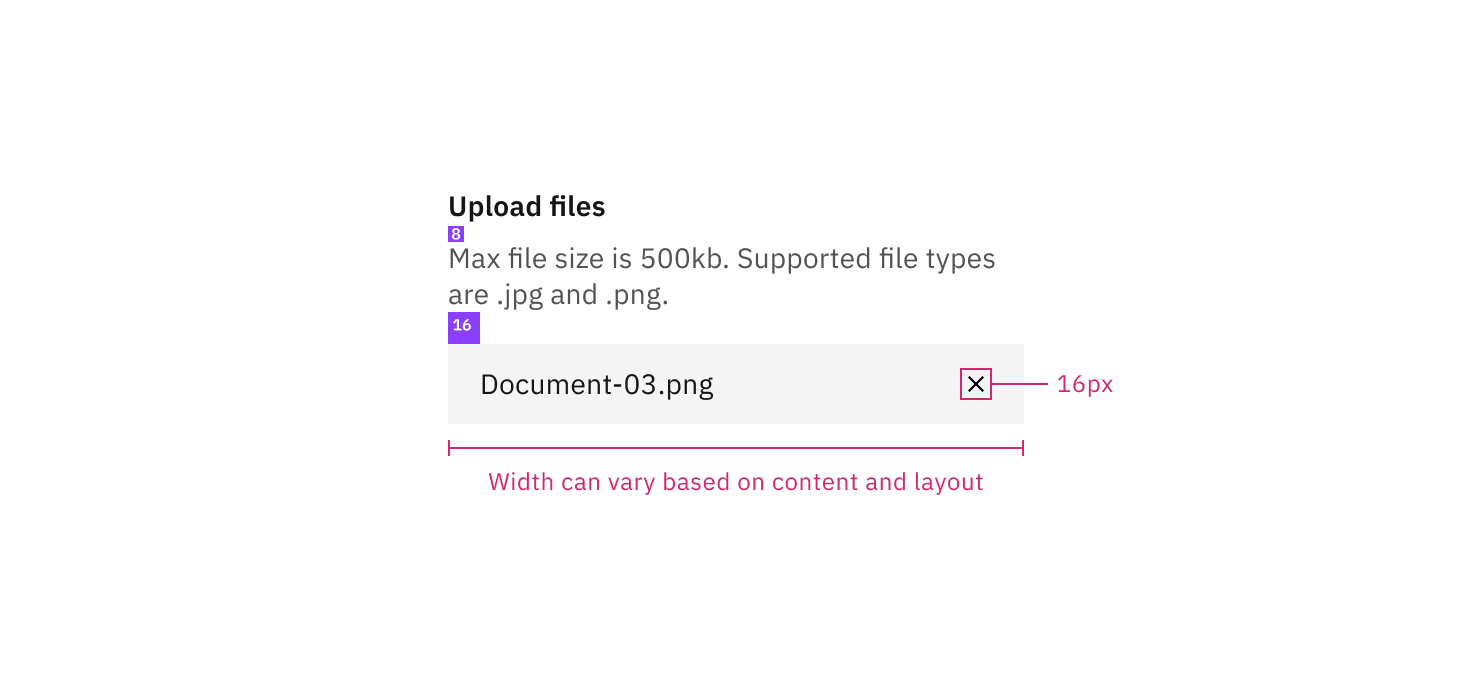 Upload files
8
Max file size is 500kb. Supported file types
are .jpg and .png.
16
Document-03.png
16px
Width can vary based on content and layout